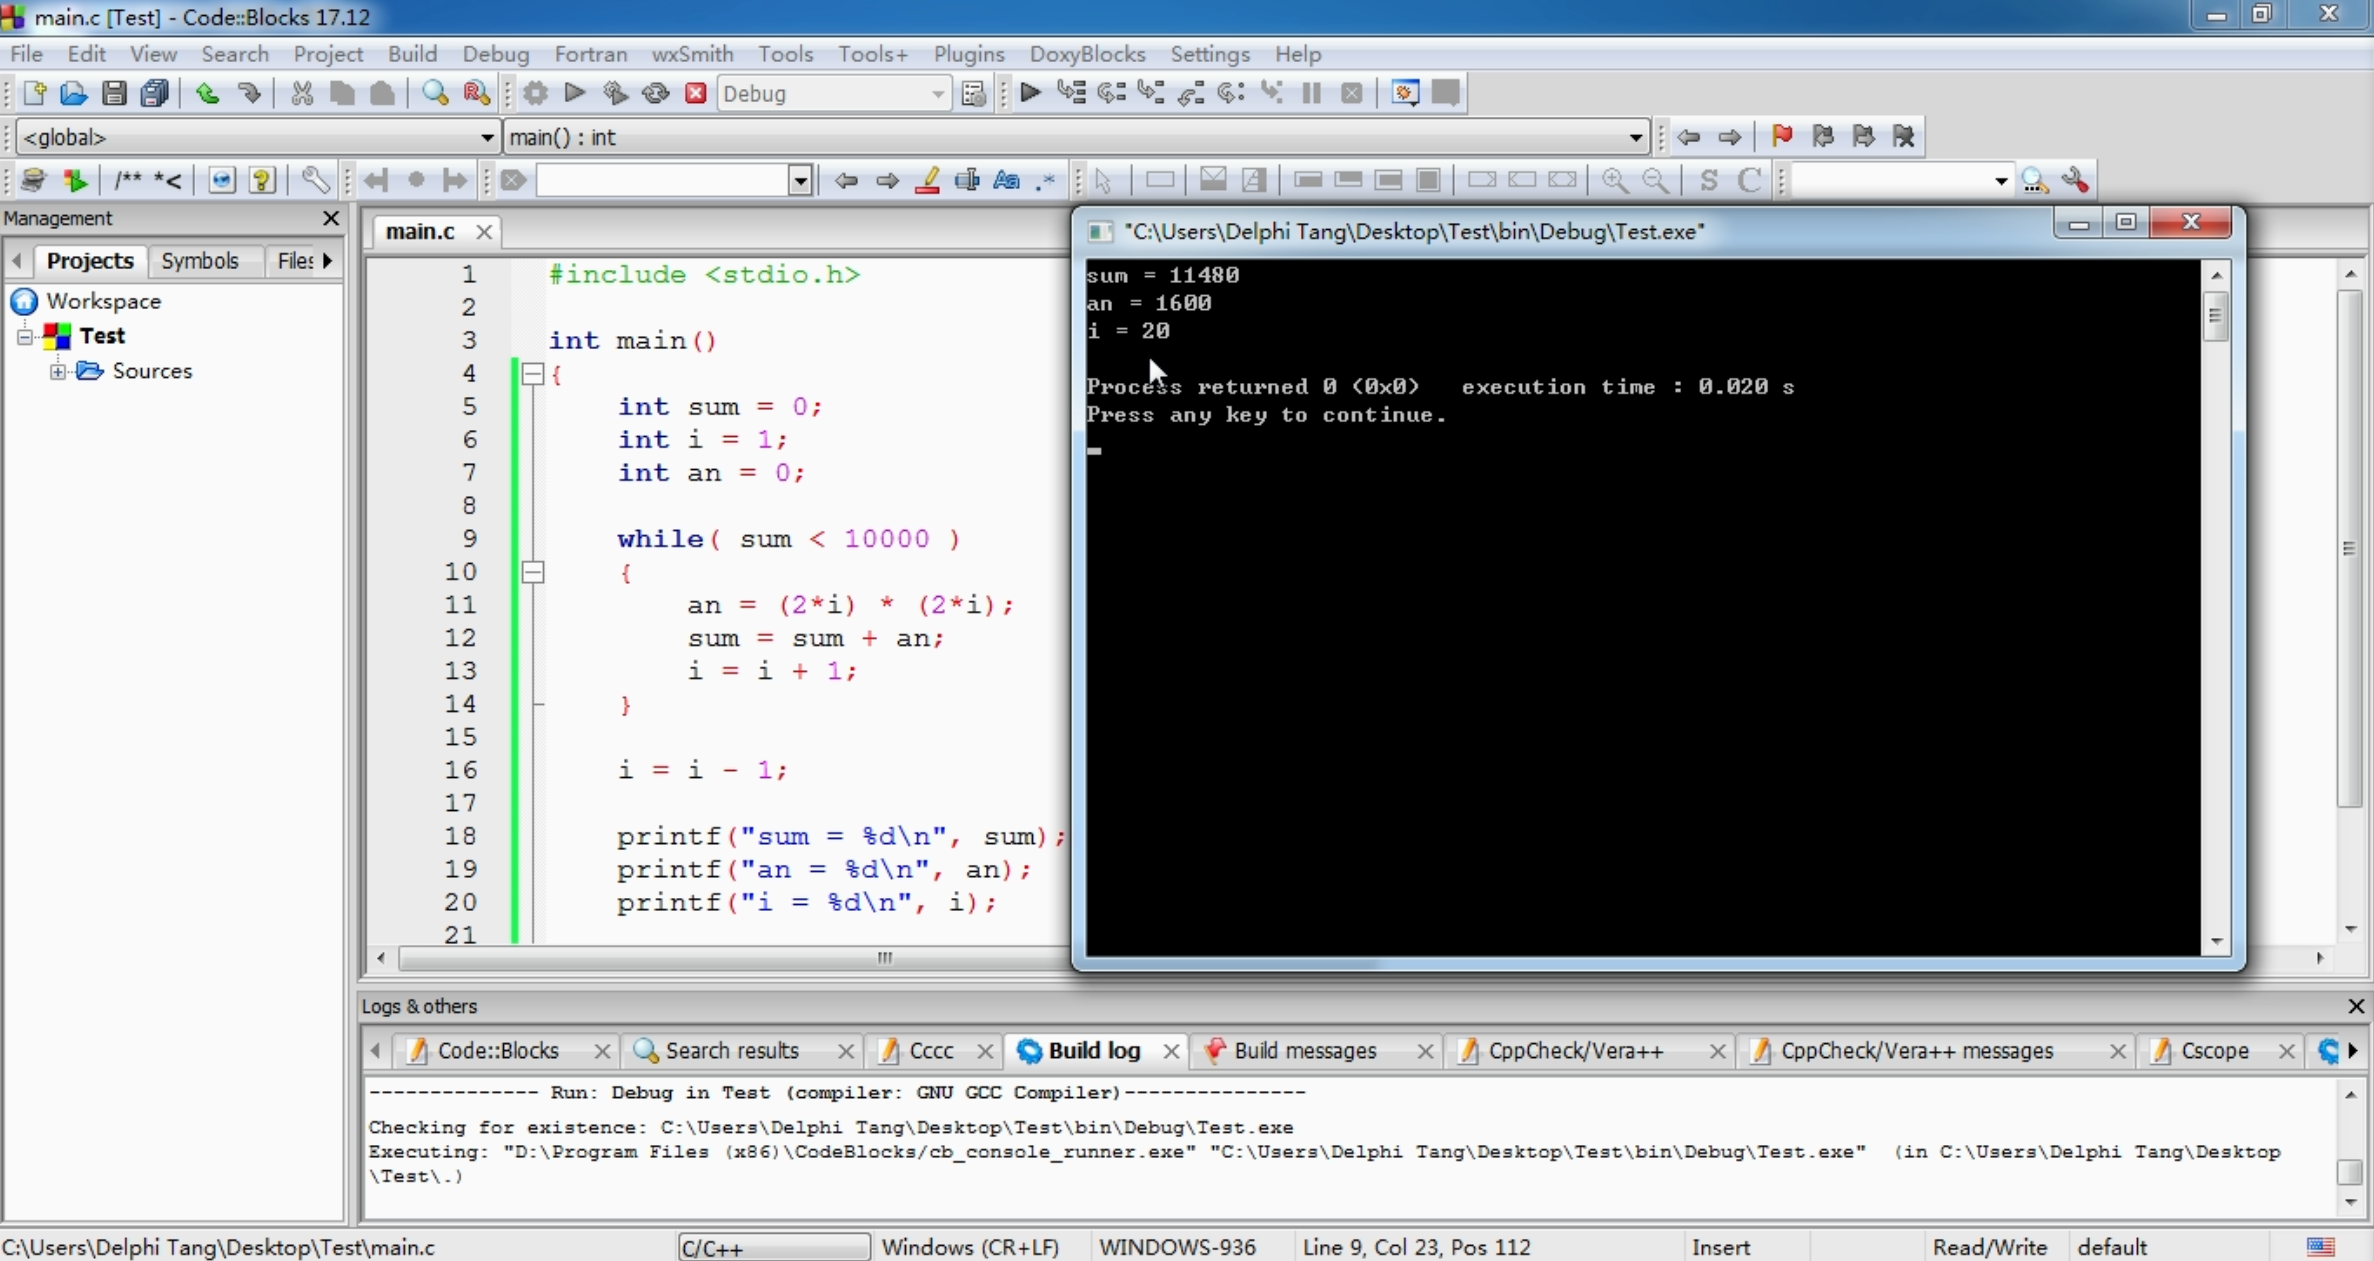 main.c [Test] - Code::Blocks 17.12
File Edit View Search Project Build Debug Fortran wxSmith Tools Tools+ Plugins DoxyBlocks Settings Help
Debug
<global> main() : int
/** *<
Aa .* S C
Management
Projects Symbols Files
Workspace
Test
Sources
main.c
1 #include <stdio.h>
2
3 int main()
4 {
5 int sum = 0;
6 int i = 1;
7 int an = 0;
8
9 while( sum < 10000 )
10 {
11 an = (2*i) * (2*i);
12 sum = sum + an;
13 i = i + 1;
14 }
15
16 i = i - 1;
17
18 printf("sum = %d\n", sum);
19 printf("an = %d\n", an);
20 printf("i = %d\n", i);
21
"C:\Users\Delphi Tang\Desktop\Test\bin\Debug\Test.exe"
sum = 11480
an = 1600
i = 20
Process returned 0 (0x0) execution time : 0.020 s
Press any key to continue.
Logs & others
Code::Blocks Search results Cccc Build log Build messages CppCheck/Vera++ CppCheck/Vera++ messages Cscope
-------------- Run: Debug in Test (compiler: GNU GCC Compiler)---------------
Checking for existence: C:\Users\Delphi Tang\Desktop\Test\bin\Debug\Test.exe
Executing: "D:\Program Files (x86)\CodeBlocks/cb_console_runner.exe" "C:\Users\Delphi Tang\Desktop\Test\bin\Debug\Test.exe" (in C:\Users\Delphi Tang\Desktop
\Test\.)
C:\Users\Delphi Tang\Desktop\Test\main.c C/C++ Windows (CR+LF) WINDOWS-936 Line 9, Col 23, Pos 112 Insert Read/Write default